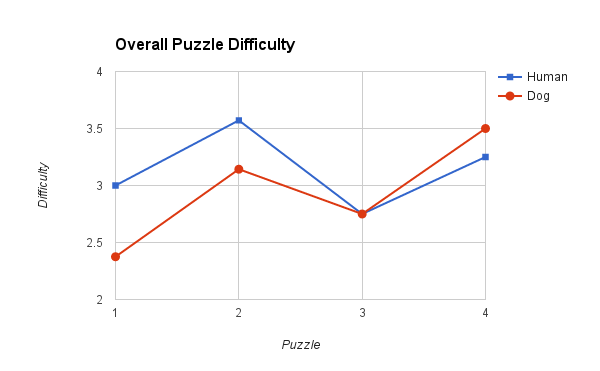 Overall Puzzle Difficulty
Human
Dog
4
3.5
3
2.5
2
Difficulty
1 2 3 4
Puzzle